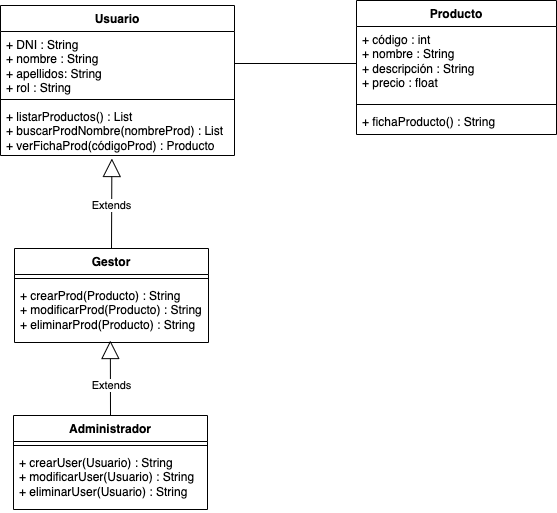 Usuario
+ DNI : String
+ nombre : String
+ apellidos: String
+ rol : String
+ listarProductos() : List
+ buscarProdNombre(nombreProd) : List
+ verFichaProd(códigoProd) : Producto
Producto
+ código : int
+ nombre : String
+ descripción : String
+ precio : float
+ fichaProducto() : String
Extends
Gestor
+ crearProd(Producto) : String
+ modificarProd(Producto) : String
+ eliminarProd(Producto) : String
Extends
Administrador
+ crearUser(Usuario) : String
+ modificarUser(Usuario) : String
+ eliminarUser(Usuario) : String